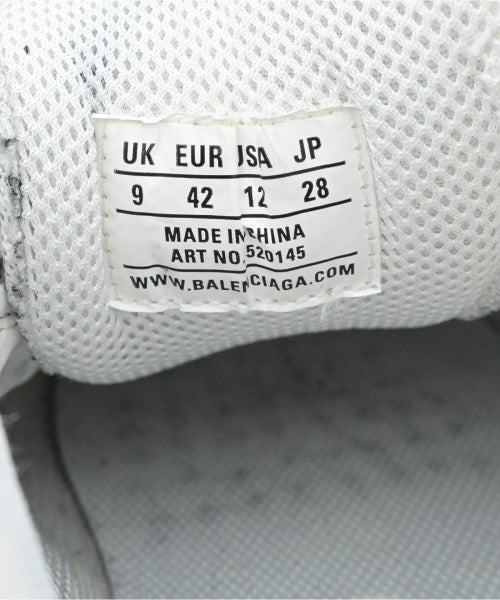 UK EUR USA JP
9 42 12 28
MADE IN CHINA
ART NO.520145
WWW.BALENCIAGA.COM